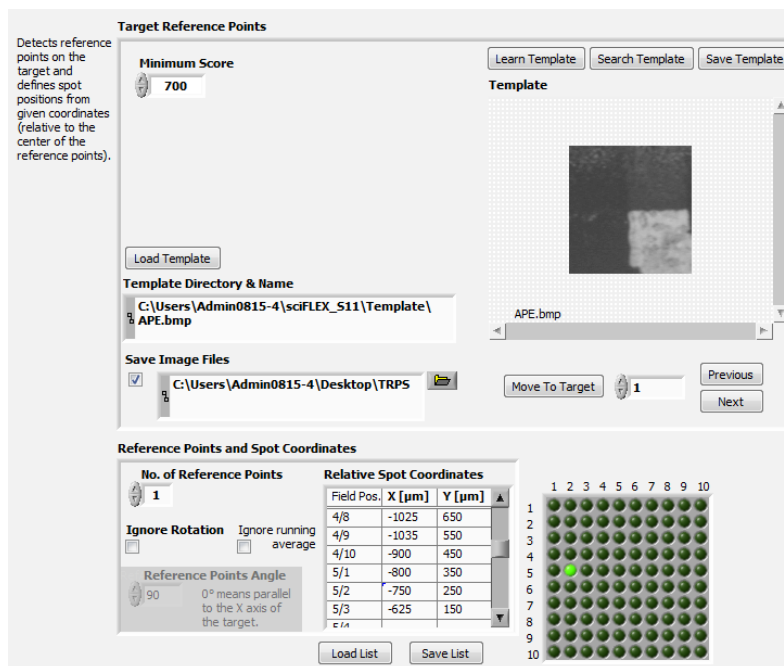 Target Reference Points
Detects reference
points on the
target and
defines spot
positions from
given coordinates
(relative to the
center of the
reference points).
Minimum Score
700
Learn Template
Search Template
Save Template
Template
Load Template
Template Directory & Name
C:\Users\Admin0815-4\sciFLEX_S11\Template\
APE.bmp
APE.bmp
Save Image Files
C:\Users\Admin0815-4\Desktop\TRPS
Move To Target
1
Previous
Next
Reference Points and Spot Coordinates
No. of Reference Points
1
Ignore Rotation
Ignore running
average
Reference Points Angle
90
0° means parallel
to the X axis of
the target.
Relative Spot Coordinates
Field Pos. X [µm] Y [µm]
4/8 -1025 650
4/9 -1035 550
4/10 -900 450
5/1 -800 350
5/2 -750 250
5/3 -625 150
5/4
Load List
Save List
1 2 3 4 5 6 7 8 9 10
1
2
3
4
5
6
7
8
9
10